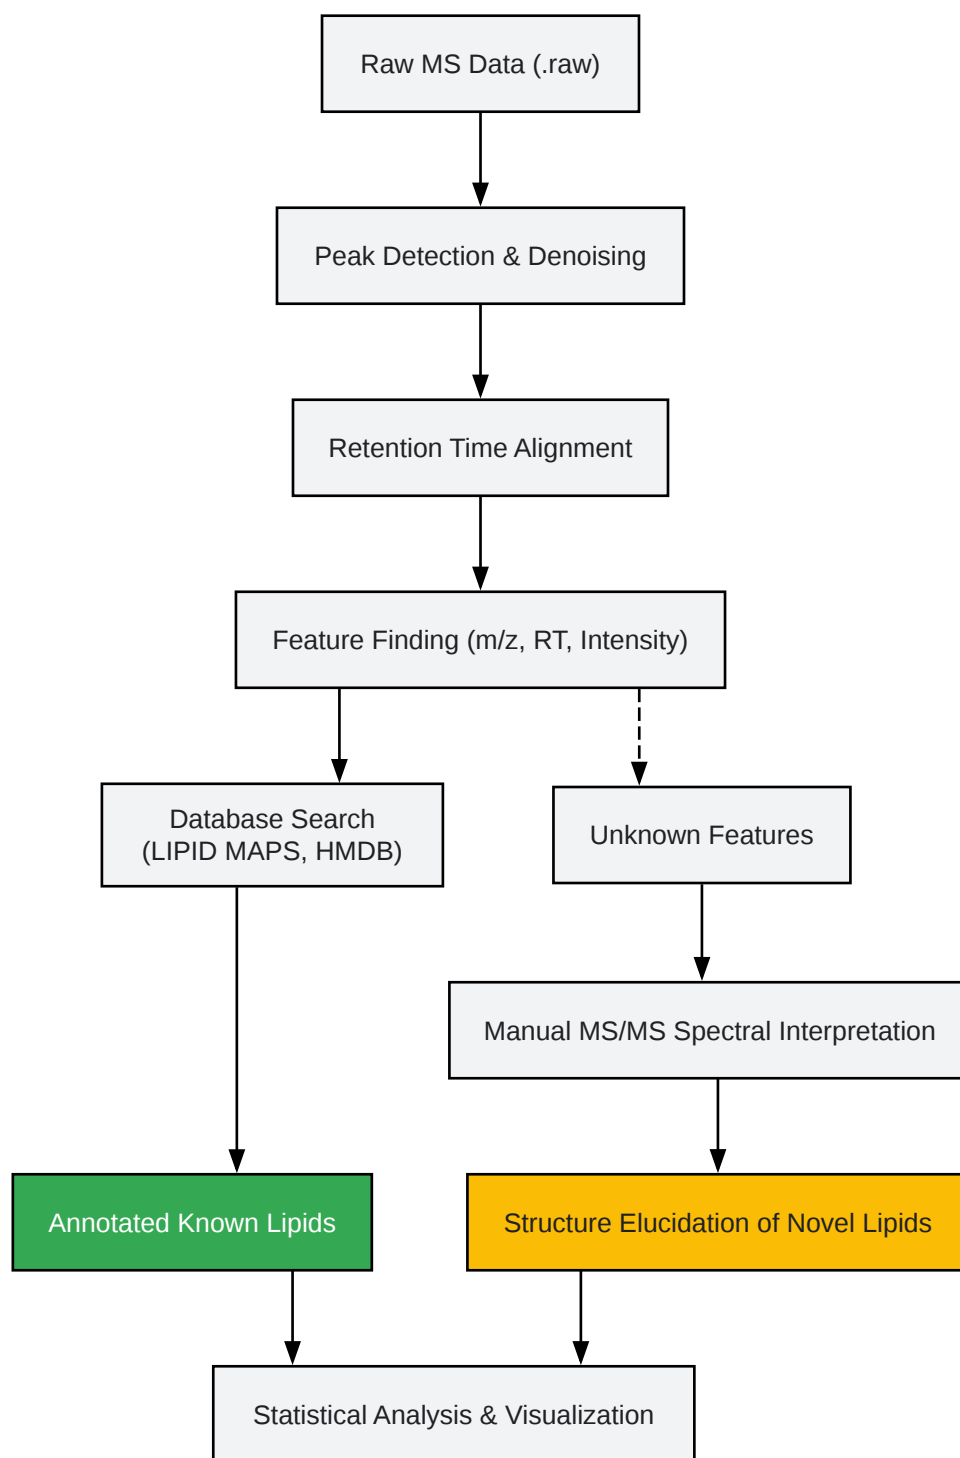 Raw MS Data (.raw)
Peak Detection & Denoising
Retention Time Alignment
Feature Finding (m/z, RT, Intensity)
Database Search
(LIPID MAPS, HMDB)
Unknown Features
Manual MS/MS Spectral Interpretation
Annotated Known Lipids
Structure Elucidation of Novel Lipids
Statistical Analysis & Visualization